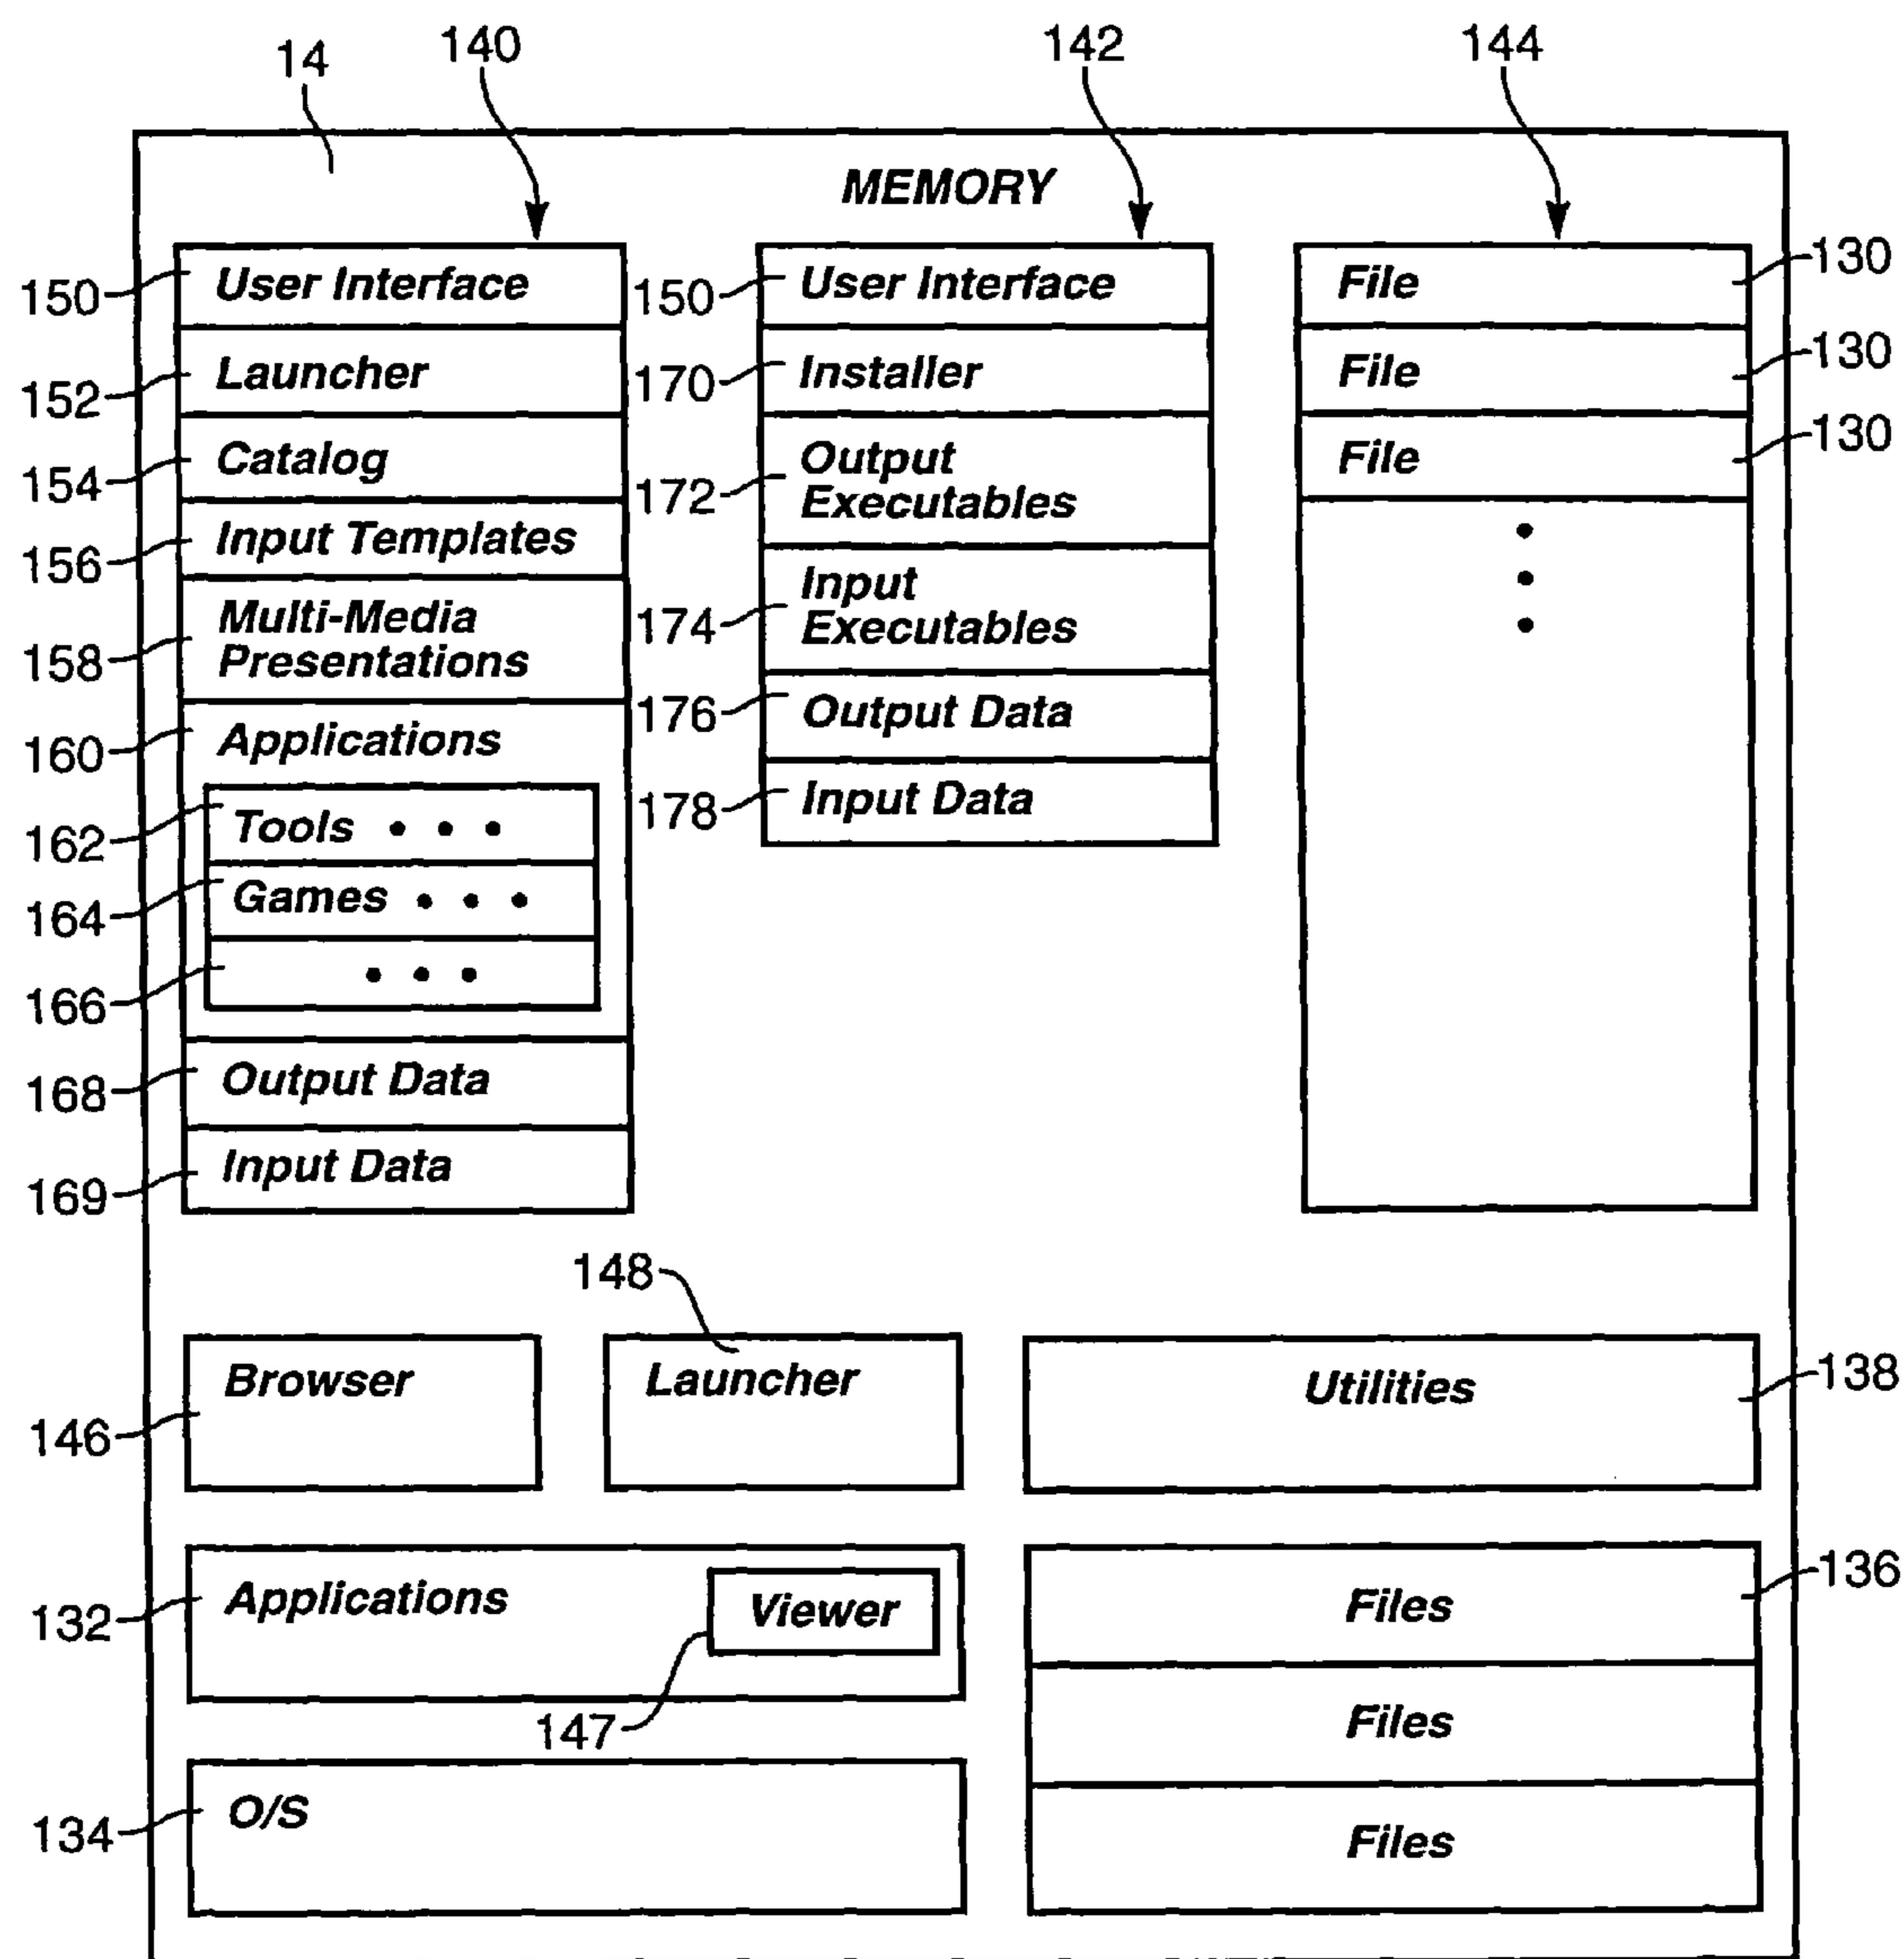 14
140
142
144
MEMORY
150
User Interface
152
Launcher
154
Catalog
156
Input Templates
158
Multi-Media
Presentations
160
Applications
162
Tools • • •
164
Games • • •
166
• • •
168
Output Data
169
Input Data
150
User Interface
170
Installer
172
Output
Executables
174
Input
Executables
176
Output Data
178
Input Data
File
130
File
130
File
130
•
•
•
146
Browser
148
Launcher
Utilities
138
132
Applications
Viewer
147
134
O/S
Files
136
Files
Files